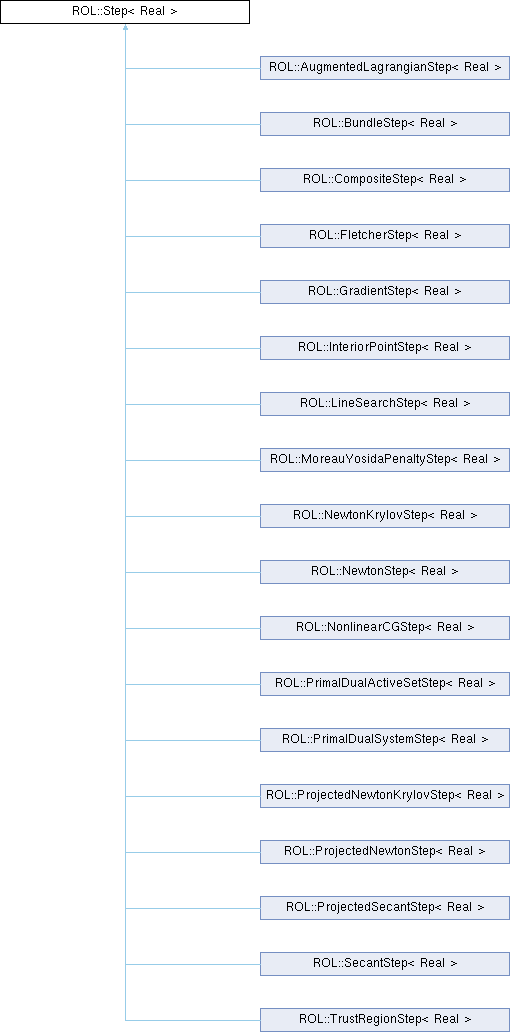 ROL::Step< Real >
ROL::AugmentedLagrangianStep< Real >
ROL::BundleStep< Real >
ROL::CompositeStep< Real >
ROL::FletcherStep< Real >
ROL::GradientStep< Real >
ROL::InteriorPointStep< Real >
ROL::LineSearchStep< Real >
ROL::MoreauYosidaPenaltyStep< Real >
ROL::NewtonKrylovStep< Real >
ROL::NewtonStep< Real >
ROL::NonlinearCGStep< Real >
ROL::PrimalDualActiveSetStep< Real >
ROL::PrimalDualSystemStep< Real >
ROL::ProjectedNewtonKrylovStep< Real >
ROL::ProjectedNewtonStep< Real >
ROL::ProjectedSecantStep< Real >
ROL::SecantStep< Real >
ROL::TrustRegionStep< Real >